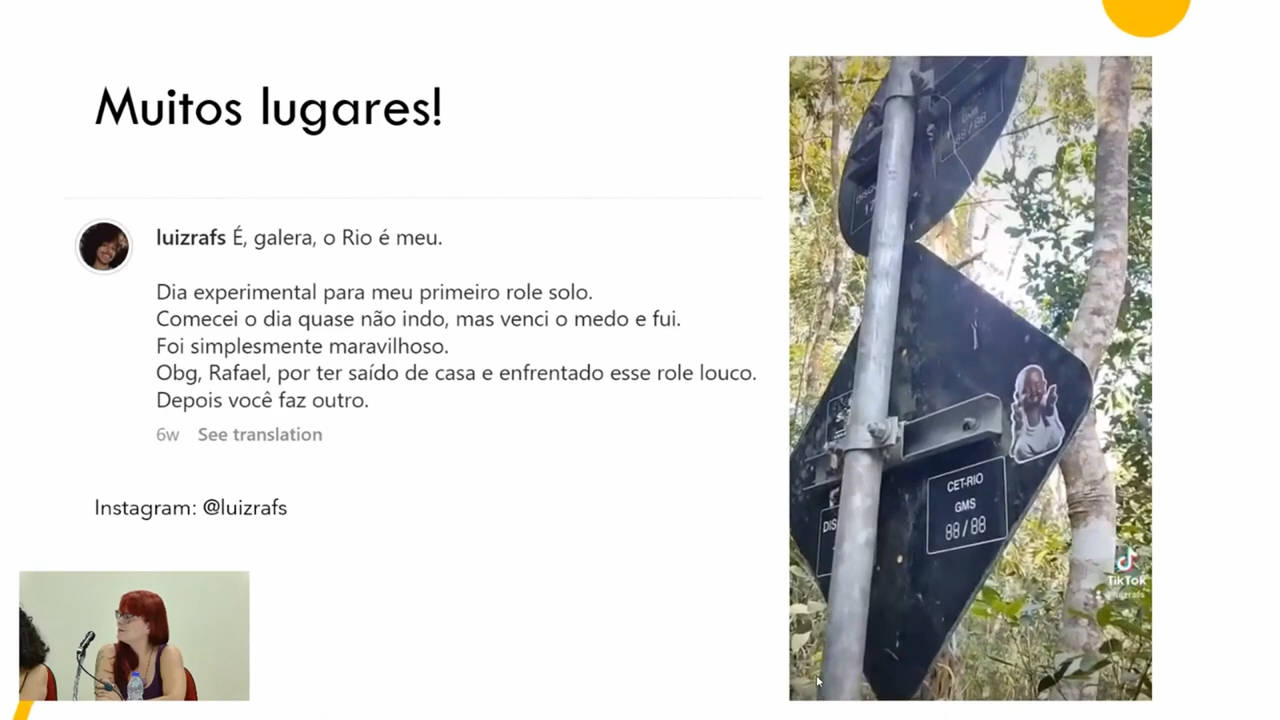 Muitos lugares!
luizrafs É, galera, o Rio é meu.
Dia experimental para meu primeiro role solo.
Comecei o dia quase não indo, mas venci o medo e fui.
Foi simplesmente maravilhoso.
Obg, Rafael, por ter saído de casa e enfrentado esse role louco.
Depois você faz outro.
6w See translation
Instagram: @luizrafs
CET-RIO
GMS
88/88
TikTok